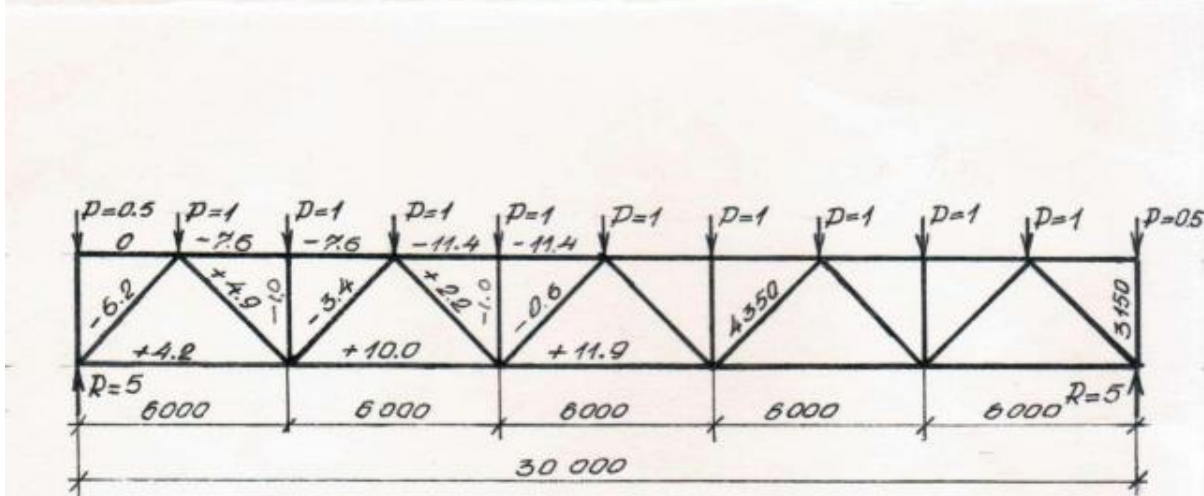 P=0.5 P=1 P=1 P=1 P=1 P=1 P=1 P=1 P=1 P=1 P=0.5
0 -7.6 -7.6 -11.4 -11.4
-6.2 +4.9 -1.0 -3.4 +2.2 -1.0 -0.6 4350 3150
+4.2 +10.0 +11.9
R=5 R=5
6000 6000 6000 6000 6000
30 000